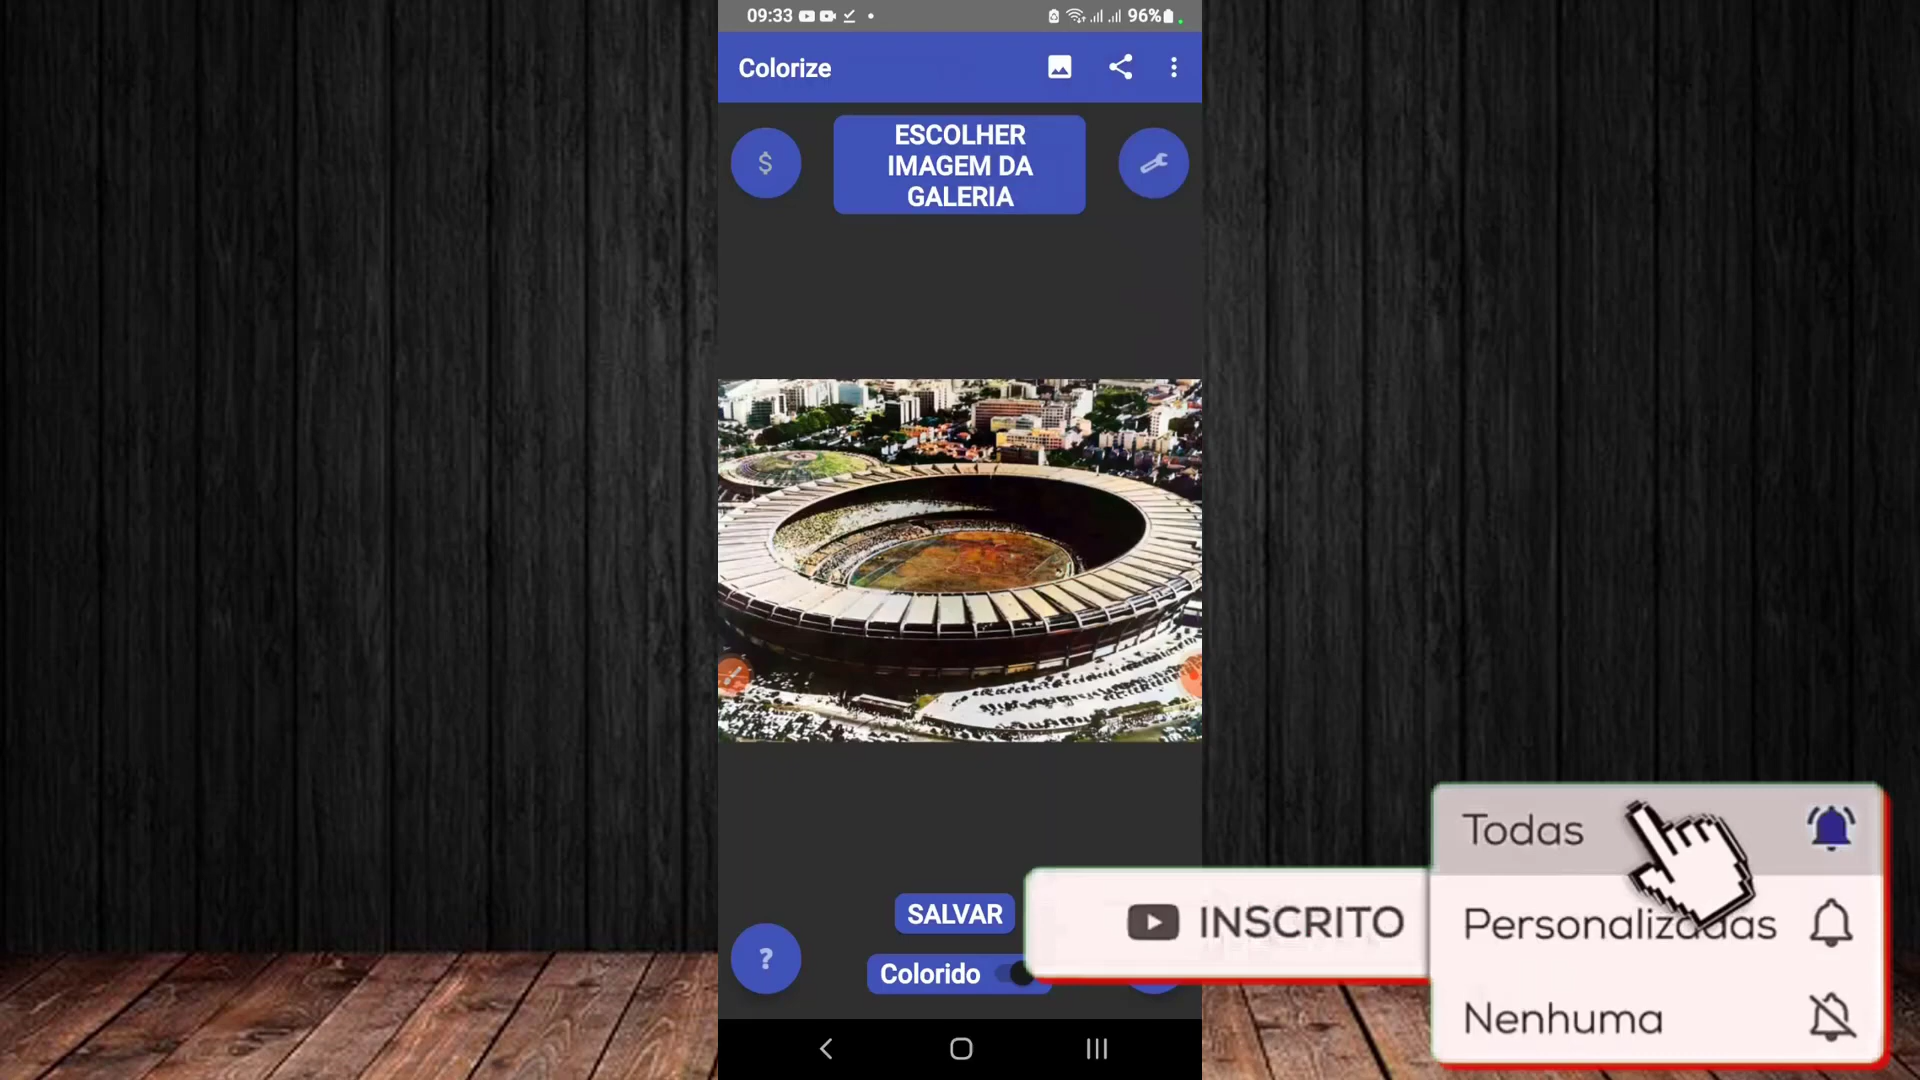 09:33
96%
Colorize
$
ESCOLHER
IMAGEM DA
GALERIA
SALVAR
?
Colorido
INSCRITO
Todas
Personalizadas
Nenhuma